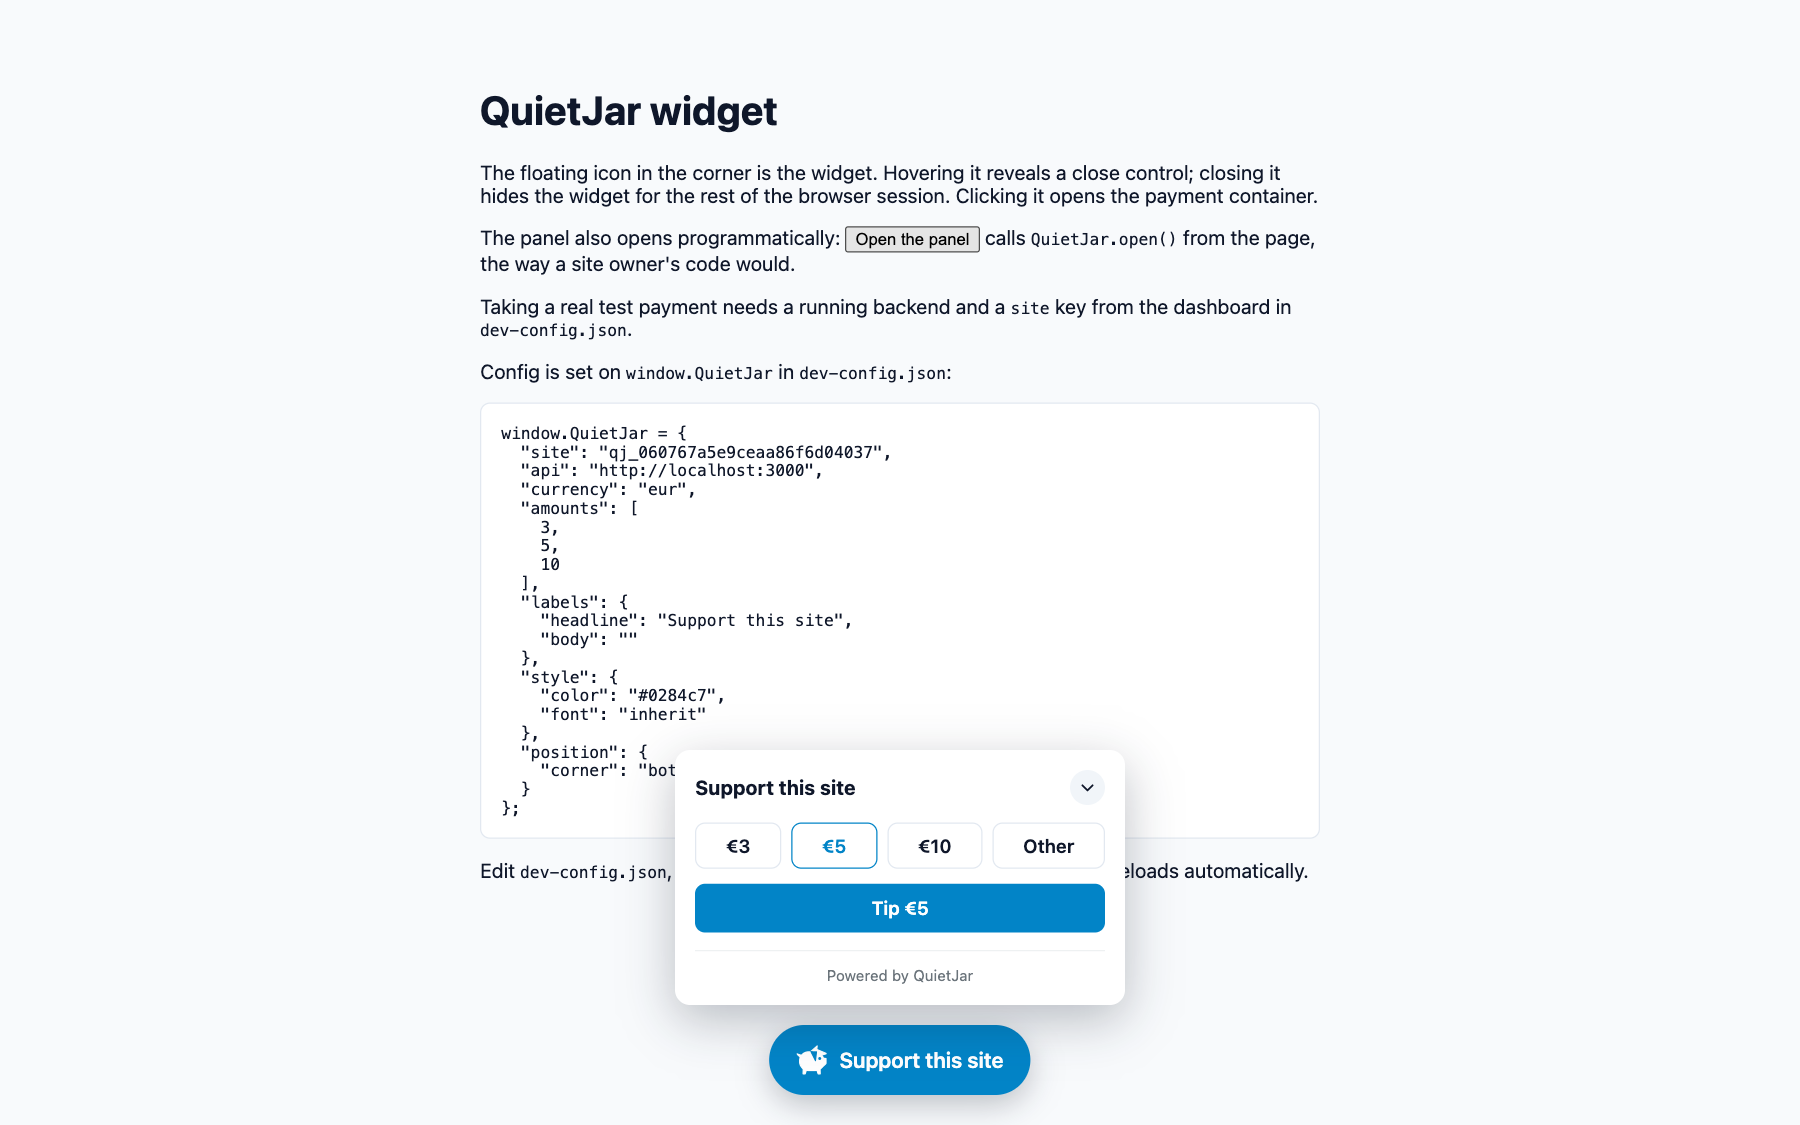 QuietJar widget
The floating icon in the corner is the widget. Hovering it reveals a close control; closing it
hides the widget for the rest of the browser session. Clicking it opens the payment container.
The panel also opens programmatically: Open the panel calls QuietJar.open() from the page,
the way a site owner's code would.
Taking a real test payment needs a running backend and a site key from the dashboard in
dev-config.json.
Config is set on window.QuietJar in dev-config.json:
window.QuietJar = {
  "site": "qj_060767a5e9ceaa86f6d04037",
  "api": "http://localhost:3000",
  "currency": "eur",
  "amounts": [
    3,
    5,
    10
  ],
  "labels": {
    "headline": "Support this site",
    "body": ""
  },
  "style": {
    "color": "#0284c7",
    "font": "inherit"
  },
  "position": {
    "corner": "bot
  }
};
Edit dev-config.json, eloads automatically.
Support this site
€3 €5 €10 Other
Tip €5
Powered by QuietJar
Support this site